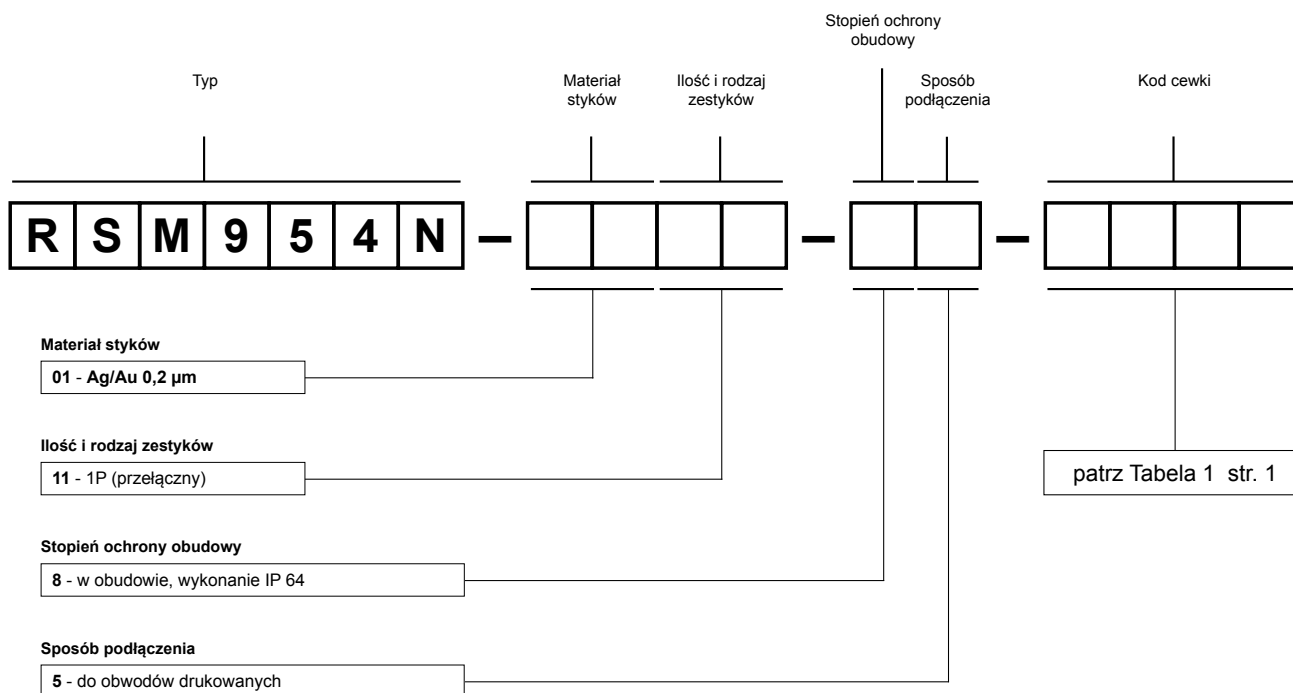 Stopień ochrony
obudowy
Typ
Materiał
styków
Ilość i rodzaj
zestyków
Sposób
podłączenia
Kod cewki
R S M 9 5 4 N – –  –
Materiał styków
01 - Ag/Au 0,2 µm
Ilość i rodzaj zestyków
11 - 1P (przełączny)
patrz Tabela 1 str. 1
Stopień ochrony obudowy
8 - w obudowie, wykonanie IP 64
Sposób podłączenia
5 - do obwodów drukowanych